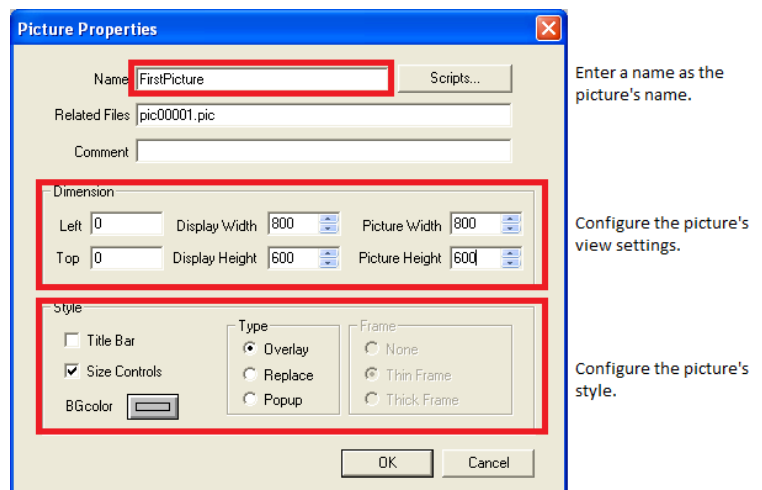 Picture Properties
Name FirstPicture Scripts...
Enter a name as the
picture's name.
Related Files pic00001.pic
Comment
Dimension
Left 0 Display Width 800 Picture Width 800
Top 0 Display Height 600 Picture Height 600
Configure the picture's
view settings.
Style
Title Bar
Size Controls
BGcolor
Type
Overlay
Replace
Popup
Frame
None
Thin Frame
Thick Frame
Configure the picture's
style.
OK Cancel